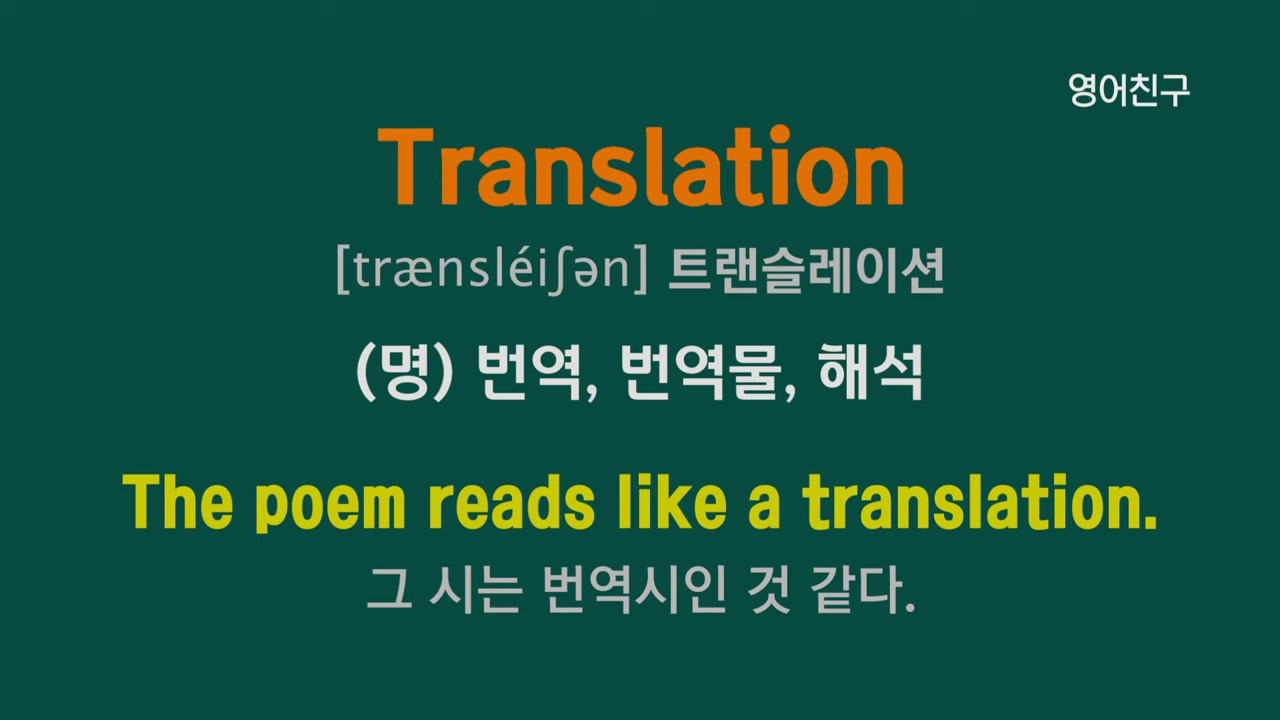 영어친구
Translation
[trænsléiʃən] 트랜슬레이션
(명) 번역, 번역물, 해석
The poem reads like a translation.
그 시는 번역시인 것 같다.